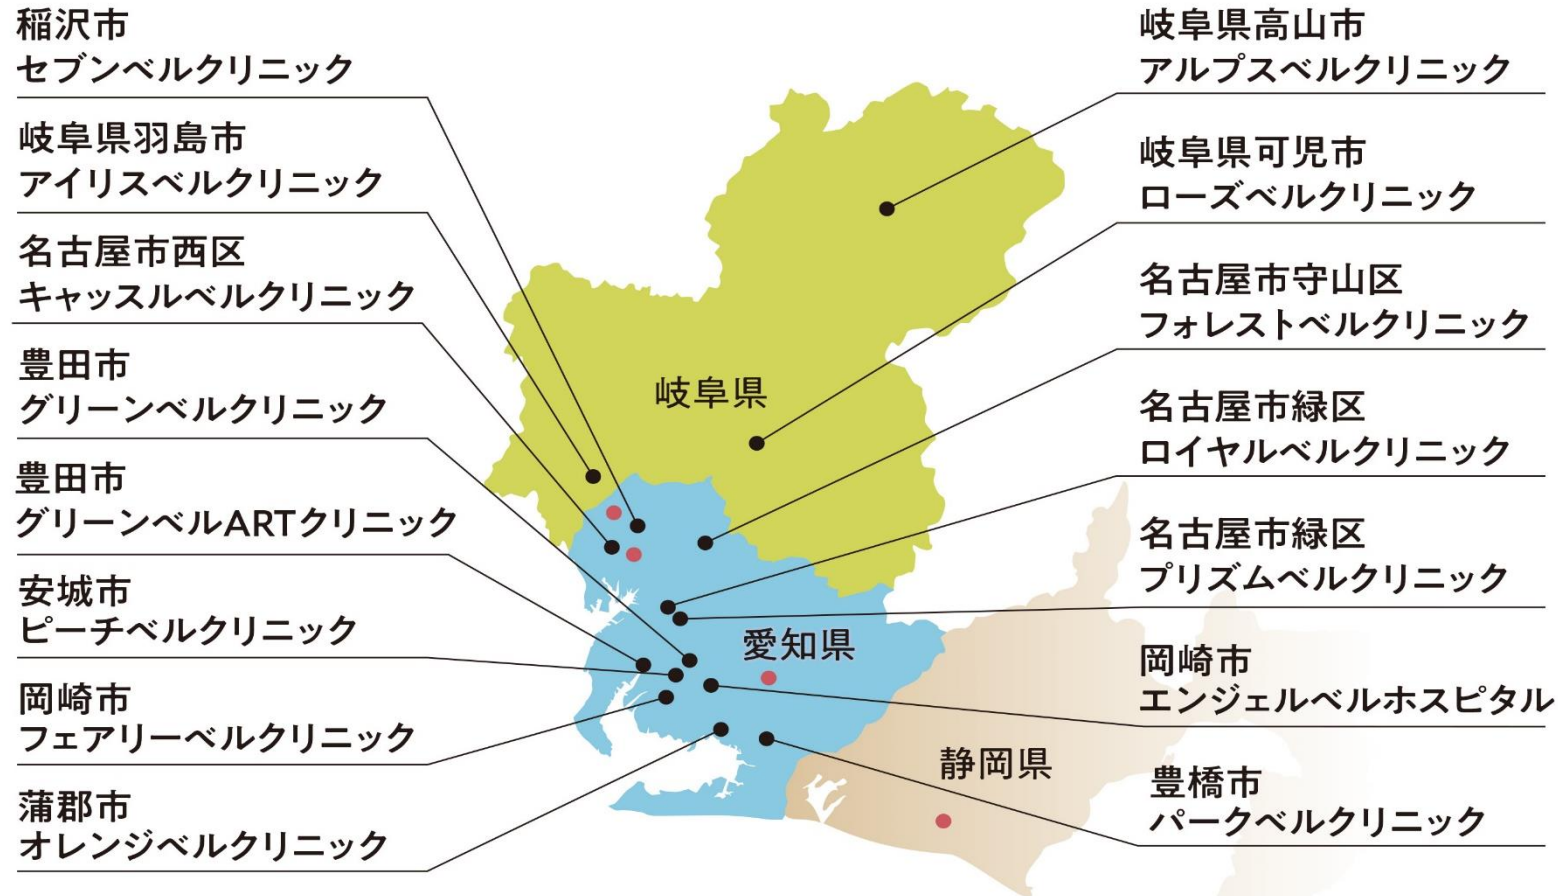 稲沢市
セブンベルクリニック
岐阜県羽島市
アイリスベルクリニック
名古屋市西区
キャッスルベルクリニック
豊田市
グリーンベルクリニック
豊田市
グリーンベルARTクリニック
安城市
ピーチベルクリニック
岡崎市
フェアリーベルクリニック
蒲郡市
オレンジベルクリニック
岐阜県
愛知県
静岡県
岐阜県高山市
アルプスベルクリニック
岐阜県可児市
ローズベルクリニック
名古屋市守山区
フォレストベルクリニック
名古屋市緑区
ロイヤルベルクリニック
名古屋市緑区
プリズムベルクリニック
岡崎市
エンジェルベルホスピタル
豊橋市
パークベルクリニック